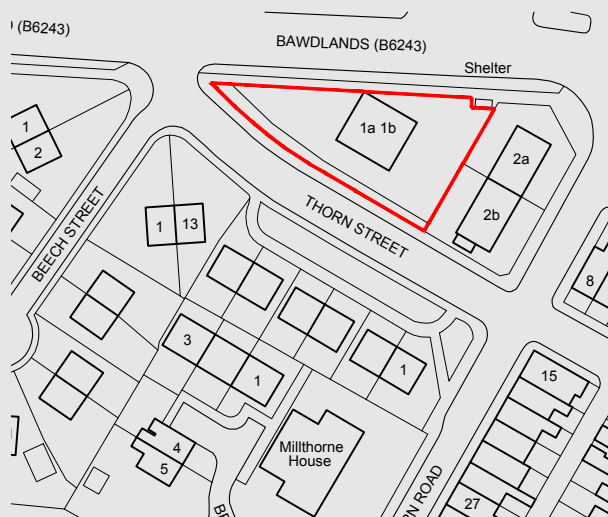 (B6243)
BAWDLANDS (B6243)
Shelter
1
2
1a 1b
2a
2b
BEECH STREET
1
13
THORN STREET
8
3
1
1
15
4
5
Millthorne
House
ROAD
27